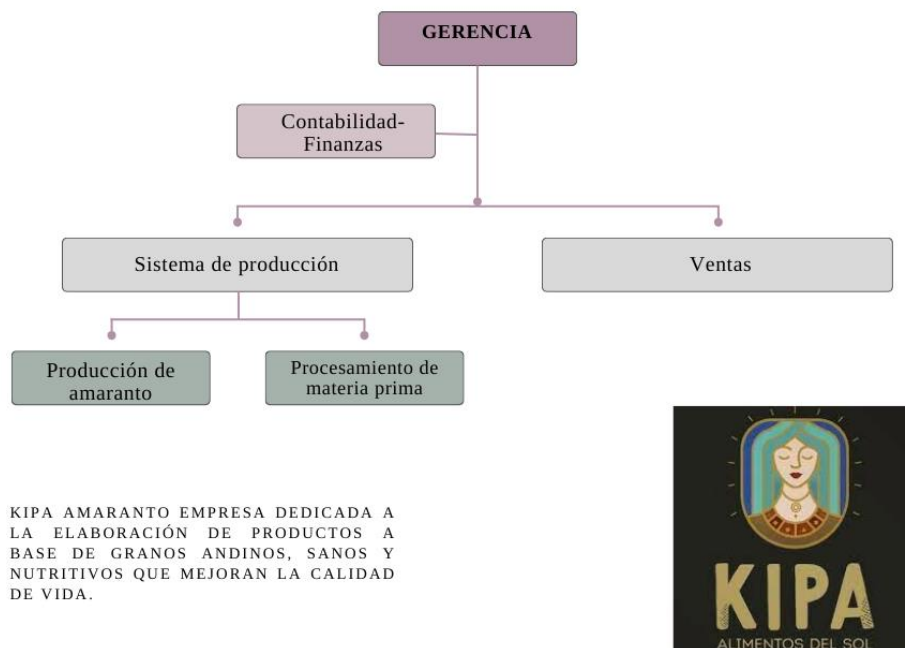 GERENCIA
Contabilidad-
Finanzas
Sistema de producción
Ventas
Producción de
amaranto
Procesamiento de
materia prima
KIPA AMARANTO EMPRESA DEDICADA A
LA ELABORACIÓN DE PRODUCTOS A
BASE DE GRANOS ANDINOS, SANOS Y
NUTRITIVOS QUE MEJORAN LA CALIDAD
DE VIDA.
KIPA
ALIMENTOS DEL SOL